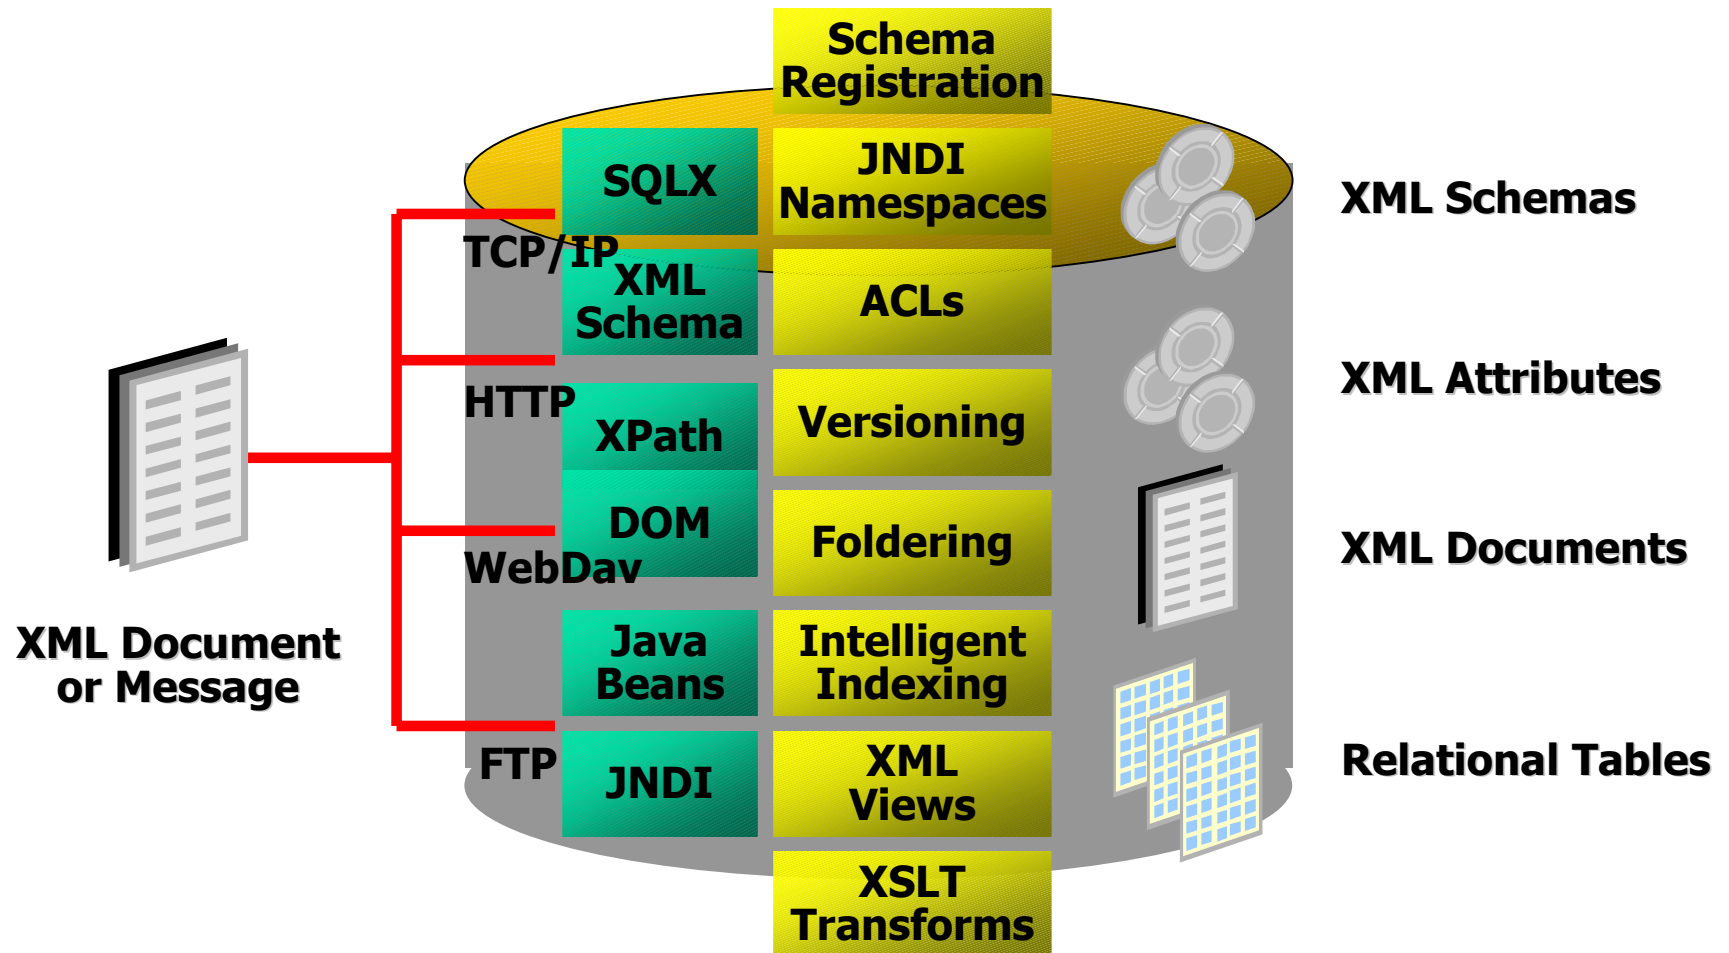 Schema
Registration
SQLX
JNDI
Namespaces
XML Schemas
TCP/IP
XML
Schema
ACLs
XML Attributes
HTTP
XPath
Versioning
DOM
Foldering
XML Documents
WebDav
XML Document
or Message
Java
Beans
Intelligent
Indexing
FTP
JNDI
XML
Views
Relational Tables
XSLT
Transforms